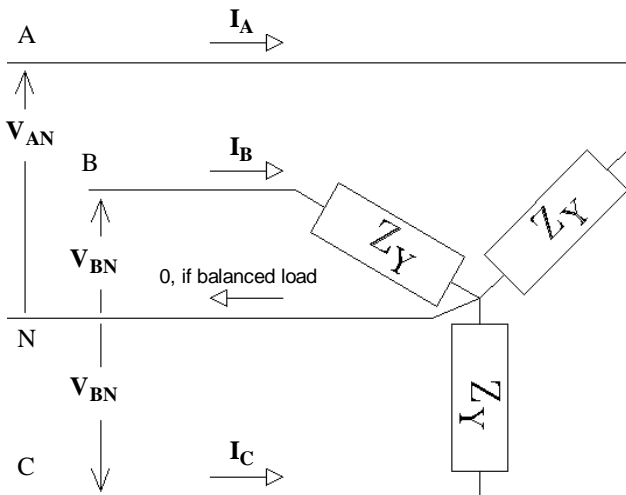 A
I_A
V_AN
B
I_B
Z_Y
Z_Y
V_BN
0, if balanced load
N
V_BN
Z_Y
C
I_C